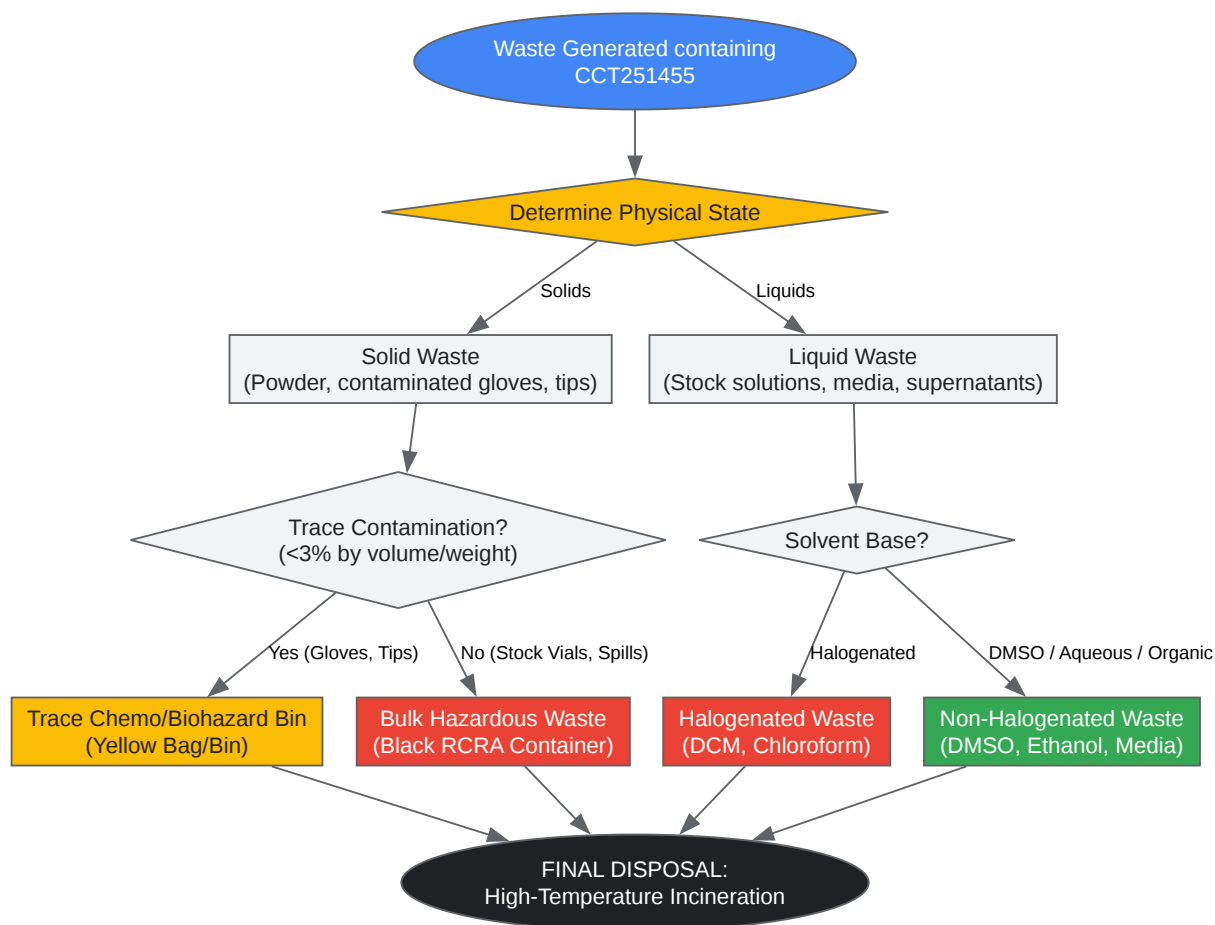 Waste Generated containing
CCT251455
Determine Physical State
Solids
Liquids
Solid Waste
(Powder, contaminated gloves, tips)
Liquid Waste
(Stock solutions, media, supernatants)
Trace Contamination?
(<3% by volume/weight)
Solvent Base?
Yes (Gloves, Tips)
No (Stock Vials, Spills)
Halogenated
DMSO / Aqueous / Organic
Trace Chemo/Biohazard Bin
(Yellow Bag/Bin)
Bulk Hazardous Waste
(Black RCRA Container)
Halogenated Waste
(DCM, Chloroform)
Non-Halogenated Waste
(DMSO, Ethanol, Media)
FINAL DISPOSAL:
High-Temperature Incineration